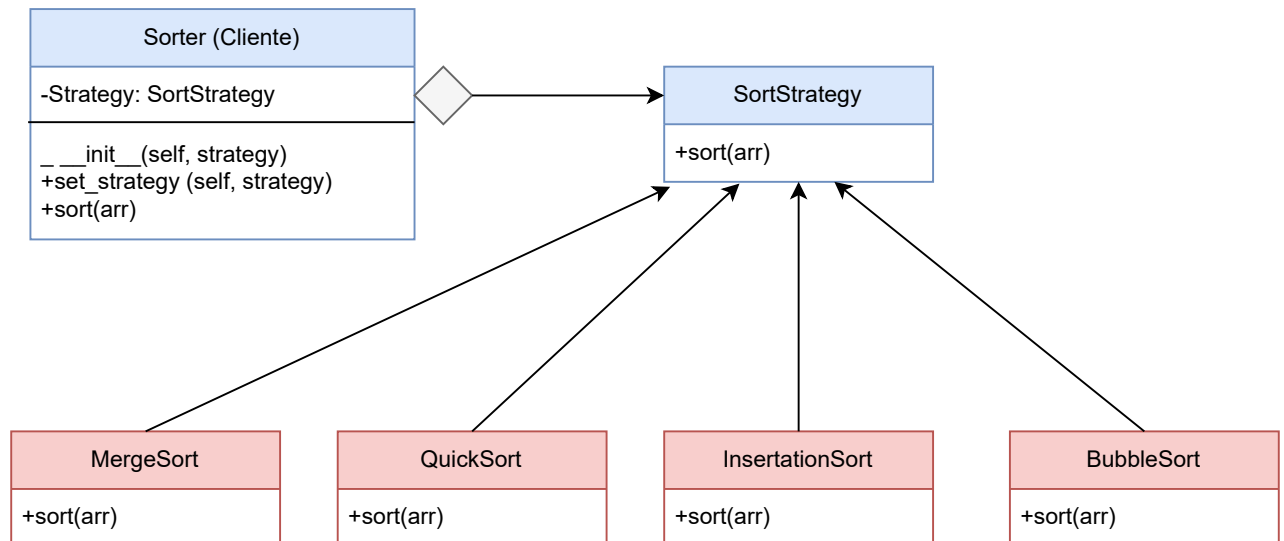 Sorter (Cliente)
-Strategy: SortStrategy
_ __init__(self, strategy)
+set_strategy (self, strategy)
+sort(arr)
SortStrategy
+sort(arr)
MergeSort
+sort(arr)
QuickSort
+sort(arr)
InsertationSort
+sort(arr)
BubbleSort
+sort(arr)